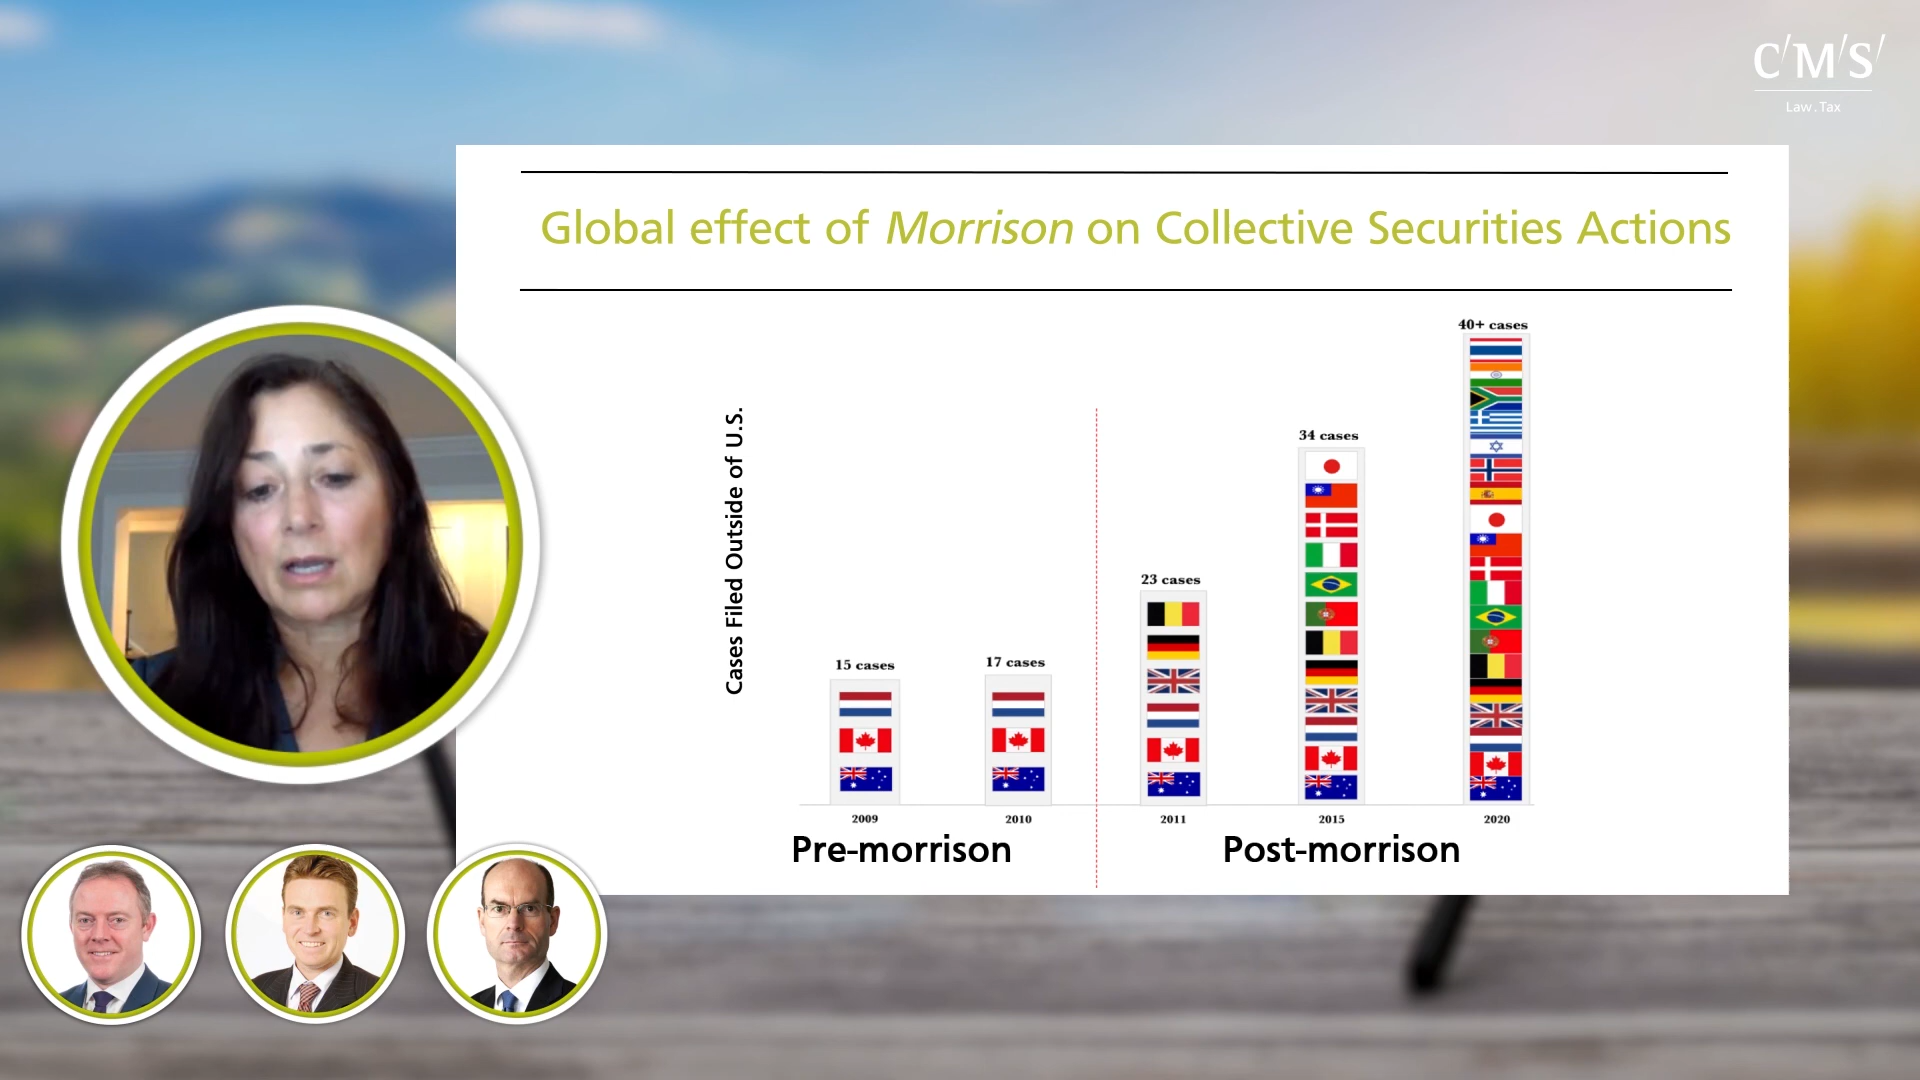 C/M/S/
Law.Tax
Global effect of Morrison on Collective Securities Actions
Cases Filed Outside of U.S.
15 cases
17 cases
23 cases
34 cases
40+ cases
2009
2010
2011
2015
2020
Pre-morrison
Post-morrison